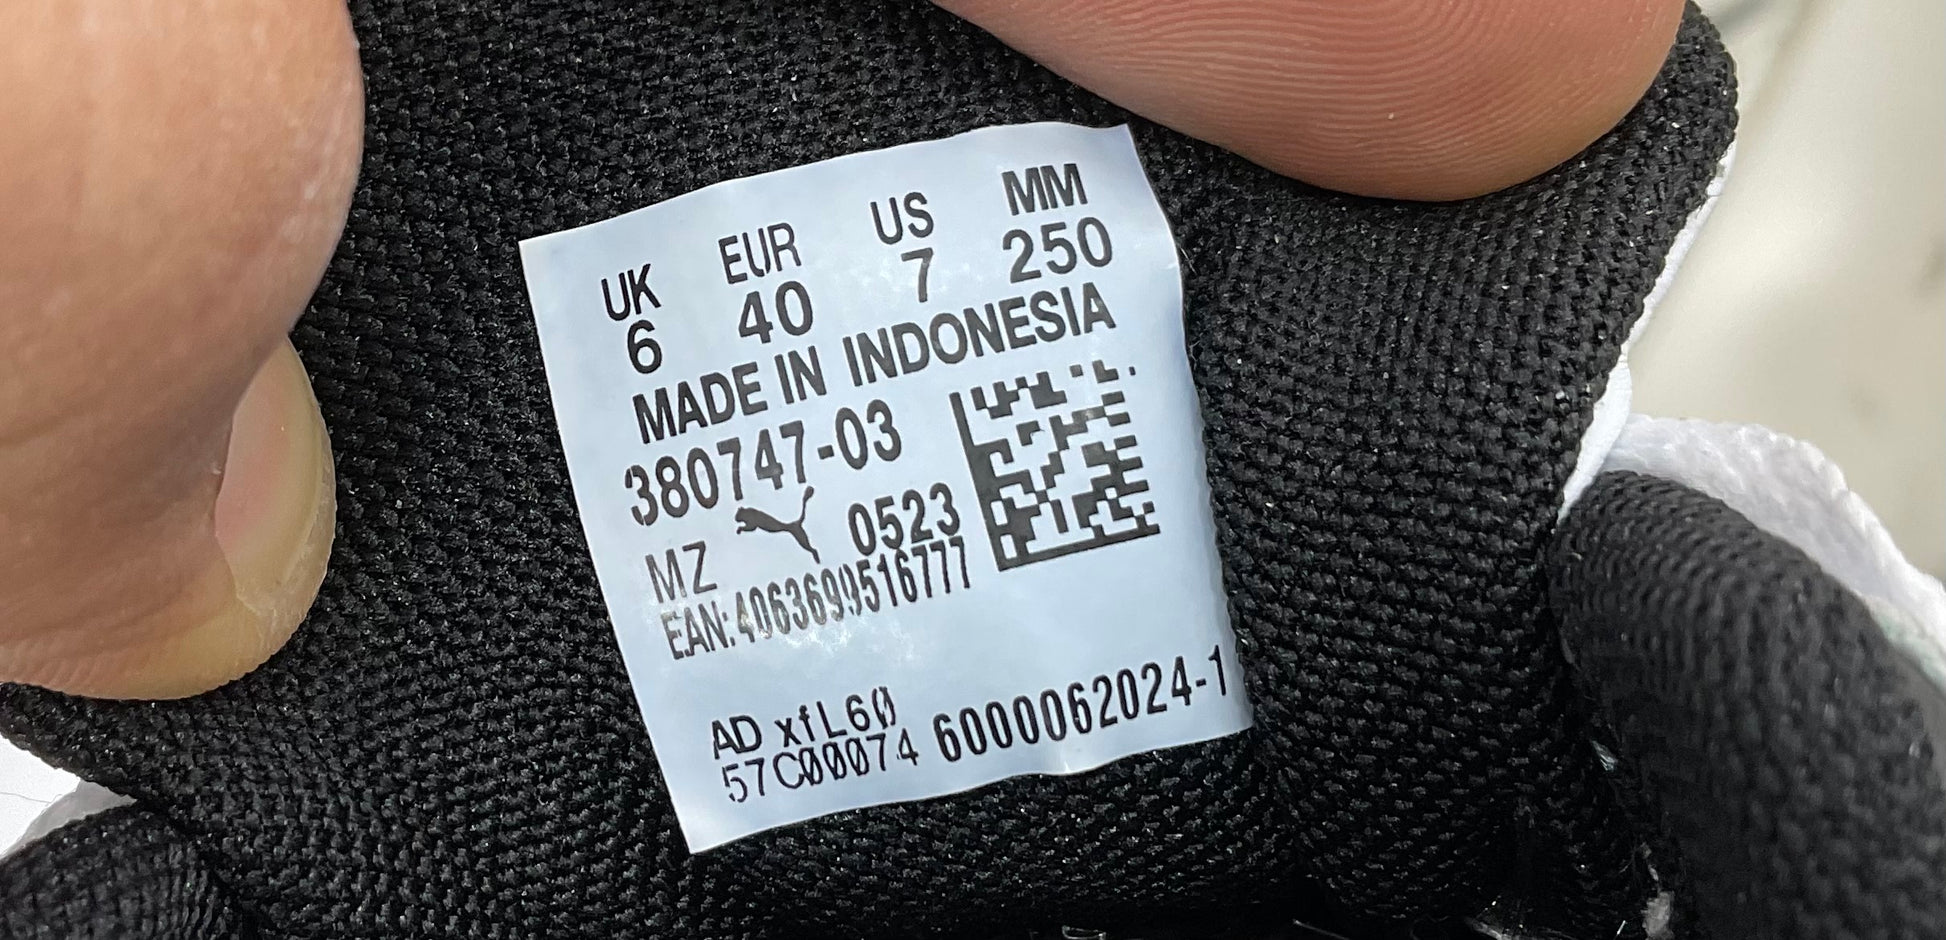 UK EUR US MM
6 40 7 250
MADE IN INDONESIA
380747-03
MZ 0523
EAN:4063699516777
AD xfL60
57C00074 6000062024-1